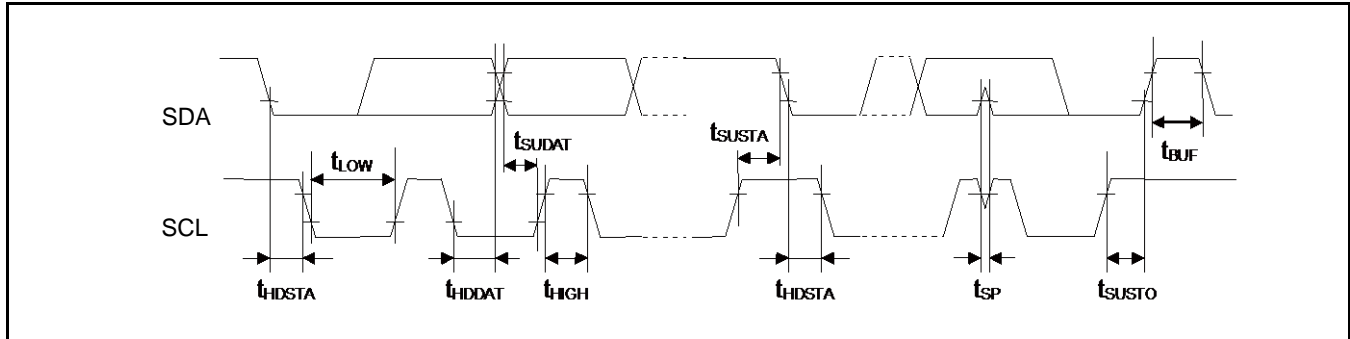 SDA
tSUDAT
tSUSTA
tBUF
tLOW
SCL
tHDSTA
tHDDAT
tHIGH
tHDSTA
tSP
tSUSTO